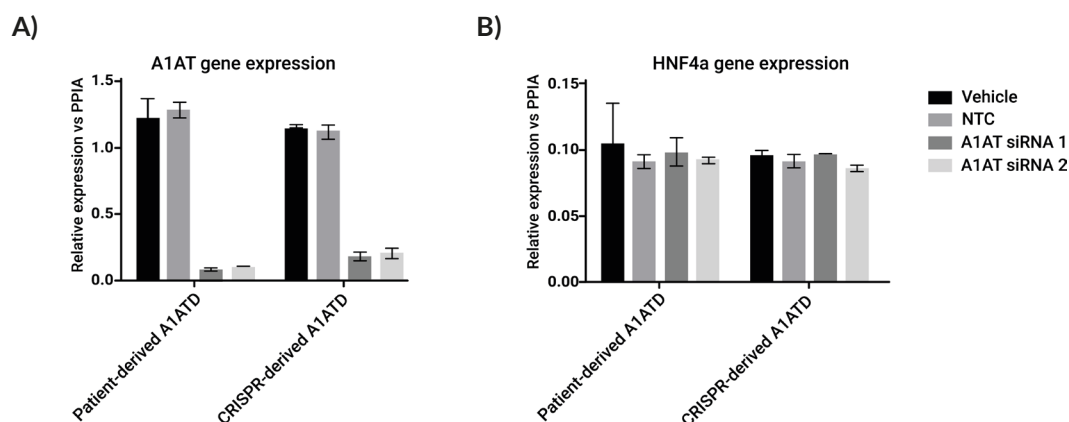 A)
A1AT gene expression
Relative expression vs PPIA
1.5
1.0
0.5
0.0
Patient-derived A1ATD
CRISPR-derived A1ATD
B)
HNF4a gene expression
Relative expression vs PPIA
0.15
0.10
0.05
0.00
Patient-derived A1ATD
CRISPR-derived A1ATD
Vehicle
NTC
A1AT siRNA 1
A1AT siRNA 2